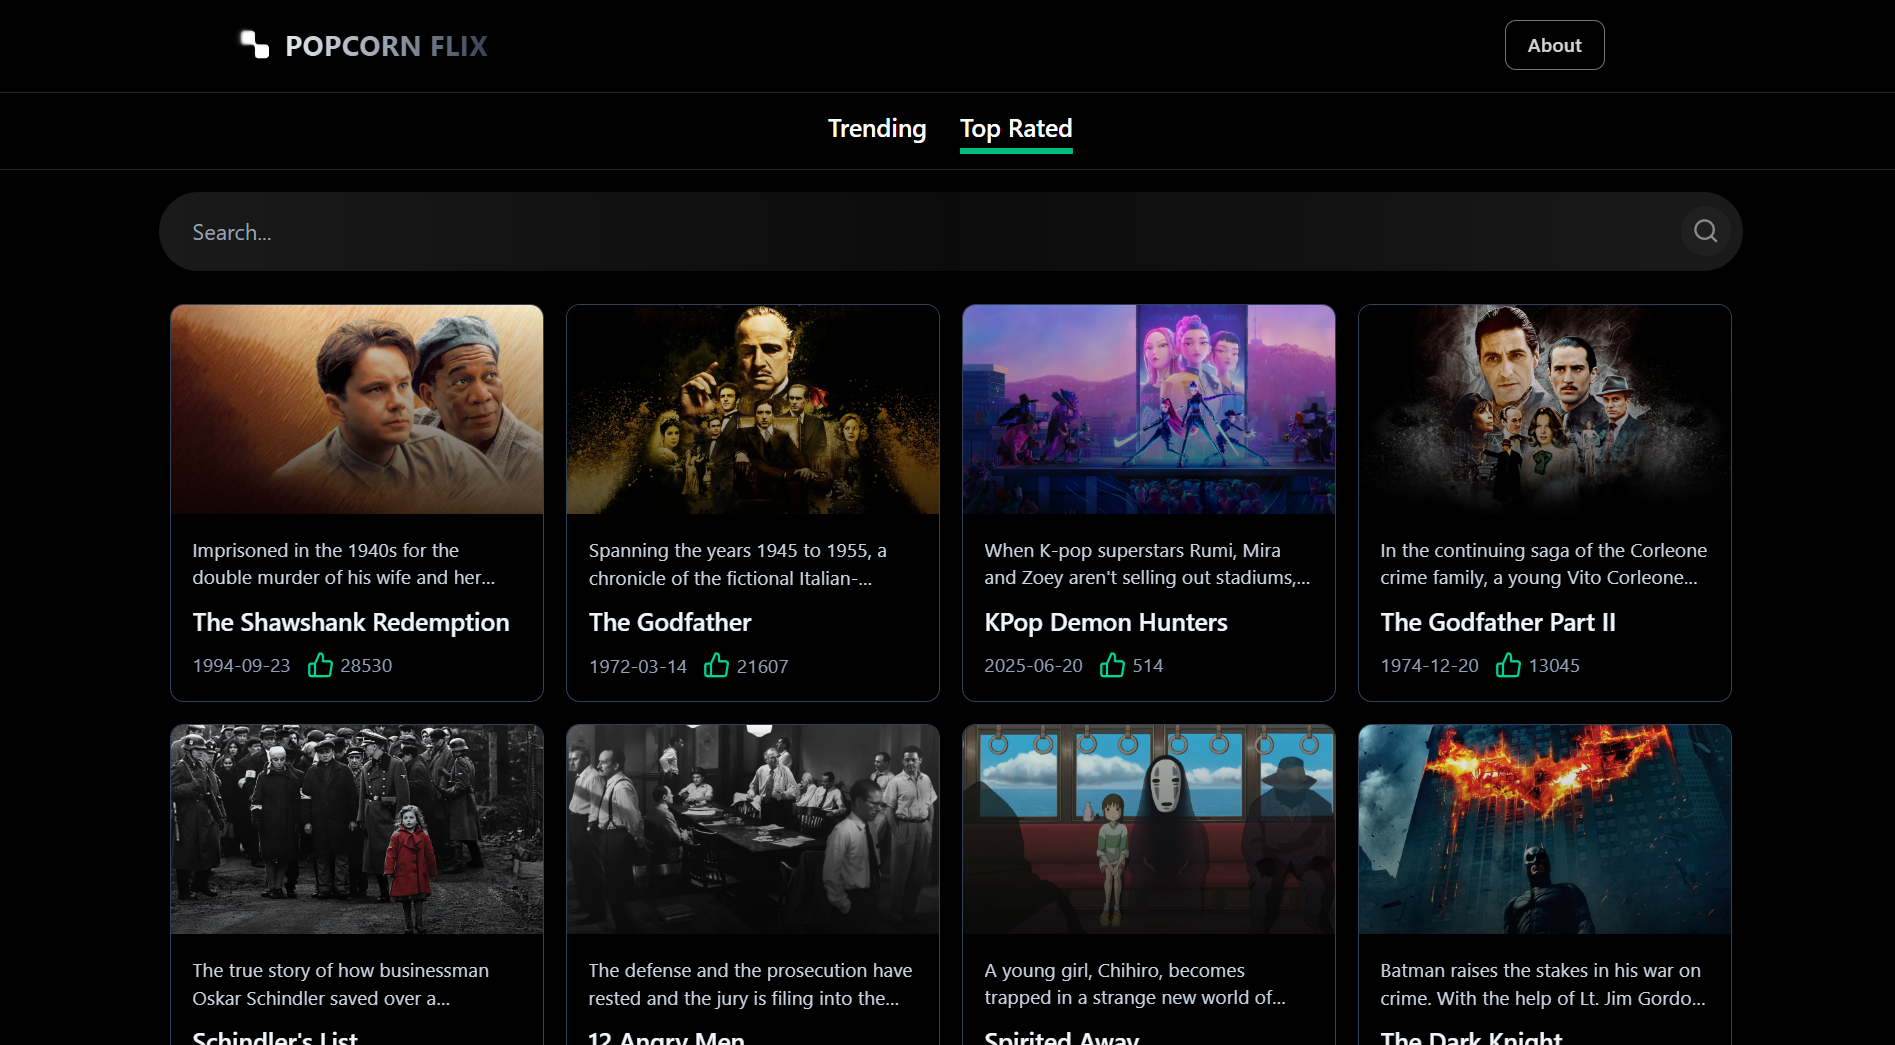 POPCORN FLIX
About
Trending
Top Rated
Search...
Imprisoned in the 1940s for the
double murder of his wife and her...
The Shawshank Redemption
1994-09-23 28530
Spanning the years 1945 to 1955, a
chronicle of the fictional Italian-...
The Godfather
1972-03-14 21607
When K-pop superstars Rumi, Mira
and Zoey aren't selling out stadiums,...
KPop Demon Hunters
2025-06-20 514
In the continuing saga of the Corleone
crime family, a young Vito Corleone...
The Godfather Part II
1974-12-20 13045
The true story of how businessman
Oskar Schindler saved over a...
Schindler's List
The defense and the prosecution have
rested and the jury is filing into the...
12 Angry Men
A young girl, Chihiro, becomes
trapped in a strange new world of...
Spirited Away
Batman raises the stakes in his war on
crime. With the help of Lt. Jim Gordo...
The Dark Knight